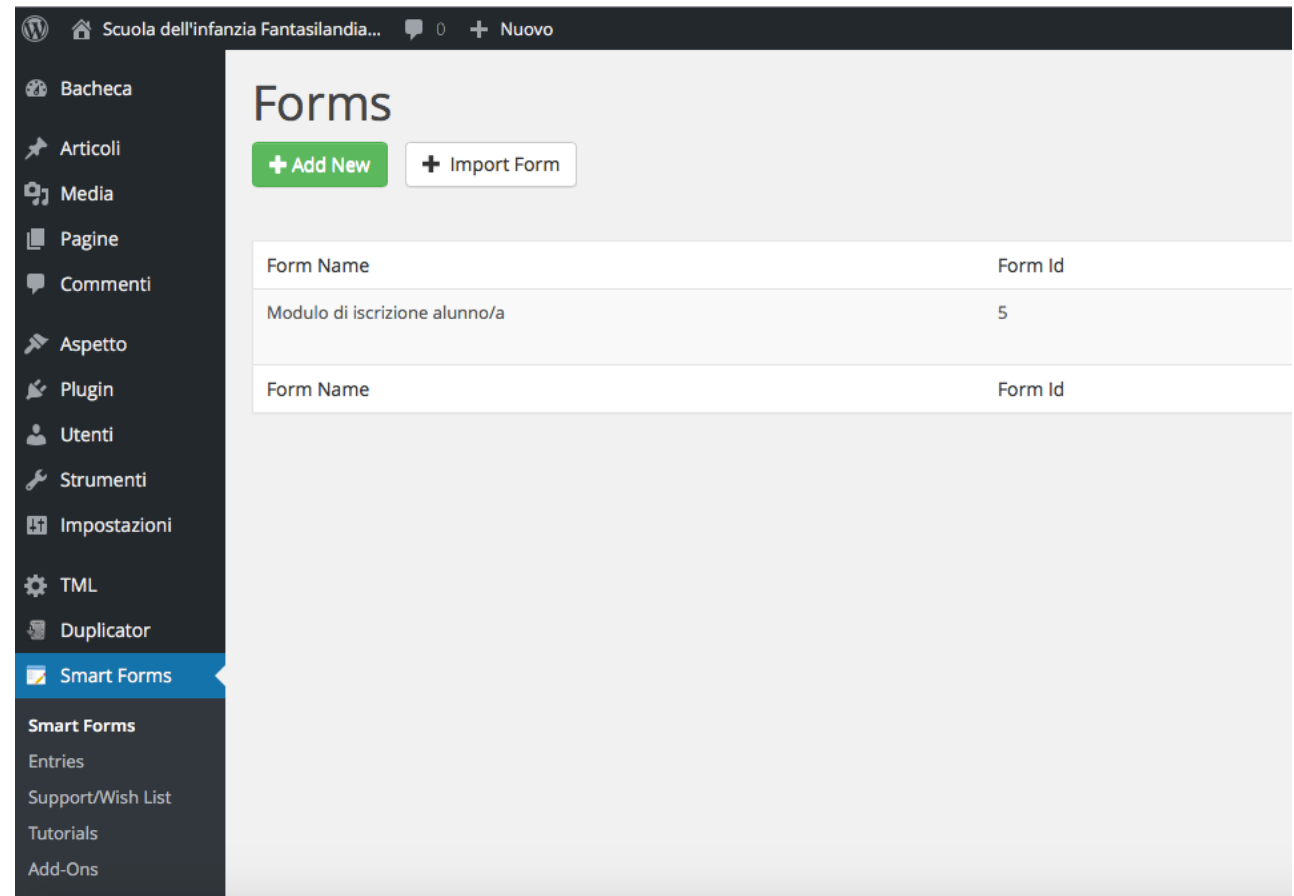 Scuola dell'infanzia Fantasilandia... 0 Nuovo
Bacheca
Articoli
Media
Pagine
Commenti
Aspetto
Plugin
Utenti
Strumenti
Impostazioni
TML
Duplicator
Smart Forms
Smart Forms
Entries
Support/Wish List
Tutorials
Add-Ons
Forms
Add New Import Form
Form Name Form Id
Modulo di iscrizione alunno/a 5
Form Name Form Id